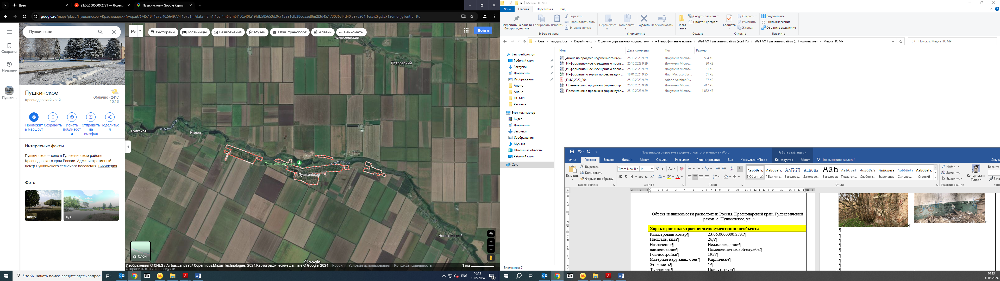 Дзен
23:06:0000000:2731 — Яндекс
Пушкинское – Google Карты
google.ru/maps/place/Пушкинское,+Краснодарский+край/@45.1841273,40.5649774,10781m/data=!3m1!1e3!4m6!3m5!1s0x40fa19fdb585653d:0x713291cfb38edaae!8m2!3d45.1730363!4d40.5978204!16s%2Fg%2F120m0njg?entry=ttu
Пушкинское
Сохранен
Недавни
Пушкинс
Рестораны
Гостиницы
Развлечения
Музеи
Общ. транспорт
Аптеки
Банкоматы
Войти
Пушкинское
Краснодарский край
Облачно · 24°C
10:13
Проложит
ь маршрут
Сохранить
Искать
поблизост
и
Отправить
на
телефон
Поделитьс
я
Интересные факты
Пушкинское — село в Гулькевичском районе
Краснодарского края России. Административный
центр Пушкинского сельского поселения. Википедия
Фото
Фото
Алексеевский
Петровский
Булгаков
р. Зеленчук 2-й
Ивлев
Пушкинский парк
Зеленчук 2-й
Пушкинское
Новокрасный
Слои
Google
Изображения © CNES / Airbus,Landsat / Copernicus,Maxar Technologies, 2024,Картографические данные © Google, 2024 Россия Условия использования Конфиденциальность
Отправить отзыв о продукте
1 км
Чтобы начать поиск, введите здесь запрос
ENG
10:13
31.05.2024
2
Медиа ПС МРГ
Файл Главная Поделиться Вид
Закрепить на панели
быстрого доступа
Копировать
Вставить
Вырезать
Скопировать путь
Вставить ярлык
Буфер обмена
Переместить
в
Копировать
в
Удалить
Переименовать
Упорядочить
Новая
папка
Создать элемент
Простой доступ
Создать
Свойства
Открыть
Изменить
Журнал
Открыть
Выделить все
Снять выделение
Обратить выделение
Выделить
Сеть
kraygaz.local
Departments
Отдел по управлению имуществом
+ Непрофильные активы
2024 АО Гулькевичирайгаз (все НА)
2023 АО Гулькевичирайгаз (с. Пушкинское)
Медиа ПС МРГ
Поиск в: Медиа ПС МРГ
Имя Дата изменения Тип Размер
_Анонс по продаже недвижимого иму... 25.10.2023 9:29 Документ Micros... 524 КБ
_Информационное извещение о прове... 25.10.2023 9:29 Документ Micros... 30 КБ
_Информационное извещение о прове... 25.10.2023 9:29 Документ Micros... 31 КБ
_Информация о торгах по реализации ... 18.01.2024 9:25 Лист Microsoft Ex... 61 КБ
_ПИС_2022_204 25.10.2023 9:29 Adobe Acrobat D... 87 КБ
_Презентация о продаже в форме откр... 25.10.2023 9:29 Документ Micros... 417 КБ
_Презентация о продаже в форме публ... 25.10.2023 9:29 Документ Micros... 1 832 КБ
Быстрый доступ
Рабочий стол
Загрузки
Документы
Изображения
Анонс
Анонс
ПС МРГ
Реклама
Этот компьютер
Видео
Документы
Загрузки
Изображения
Музыка
Объемные объекты
Рабочий стол
Сеть
Элементов: 7
Презентация о продаже в форме открытого аукциона - Word
Работа с таблицами
Файл Главная Вставка Дизайн Макет Ссылки Рассылки Рецензирование Вид КонсультантПлюс Конструктор Макет Что вы хотите сделать?
Джура
Вставить
Вырезать
Копировать
Формат по образцу
Буфер обмена
Times New R 14
Ж К Ч
Шрифт
Абзац
АаБбВвГг,
¶ Обычный
АаБбВвГг,
¶ Без инте...
АаБбВ
Заголово...
АаБбВв
Заголово...
АаБ
Заголовок
АаБбВвГ
Подзагол...
АаБбВвГг
Слабое в...
АаБбВвГг,
Выделение
АаБбВвГг
Сильное...
АаБбВвГг,
Строгий
Стили
Найти
Заменить
Выделить
Редактирование
Консультант
Плюс
Введите
Объект недвижимости расположен: Россия, Краснодарский край, Гулькевичский
район, с. Пушкинское, ул.
Характеристика строения из документации на объект
Кадастровый номер¶ 23:06:0000000:2731¶
Площадь, кв.м¶ 26,8¶
Назначение¶ Нежилое здание ¶
наименование¶ Помещение газовой службы¶
Год постройки¶ 1957¶
Материал наружных стен ¶ Кирпичные¶
Этажность¶ 1 ¶
Фундамент¶ Присутствует¶
10:13
31.05.2024